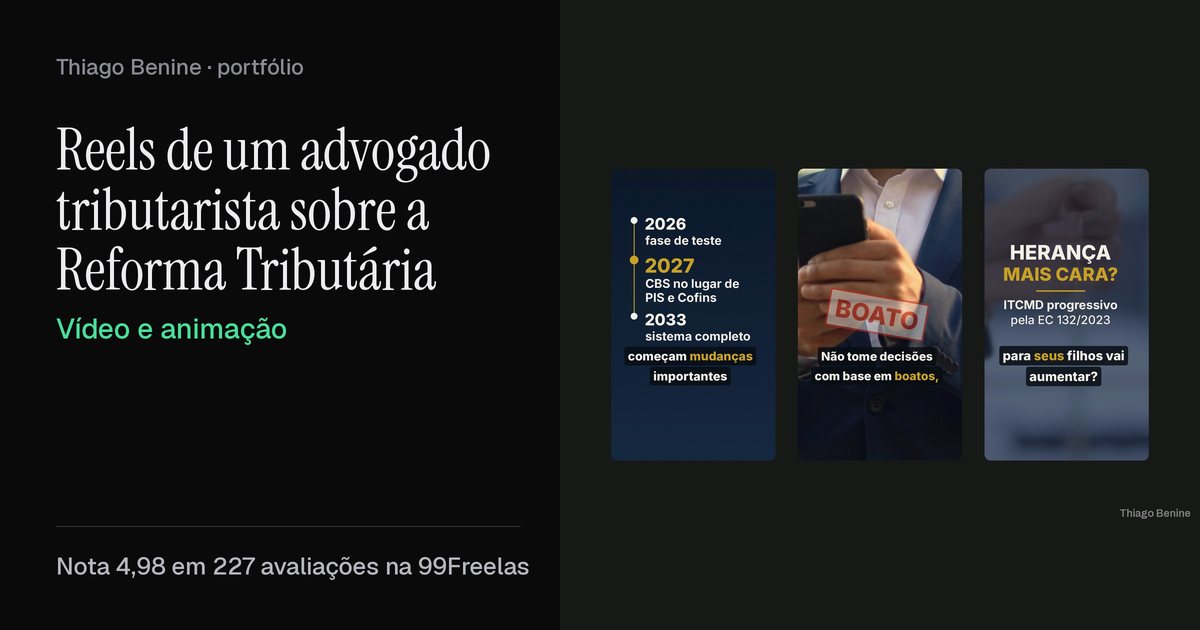 Thiago Benine · portfólio
Reels de um advogado
tributarista sobre a
Reforma Tributária
Vídeo e animação
Nota 4,98 em 227 avaliações na 99Freelas
2026
fase de teste
2027
CBS no lugar de
PIS e Cofins
2033
sistema completo
começam mudanças
importantes
BOATO
Não tome decisões
com base em boatos,
HERANÇA
MAIS CARA?
ITCMD progressivo
pela EC 132/2023
para seus filhos vai
aumentar?
Thiago Benine